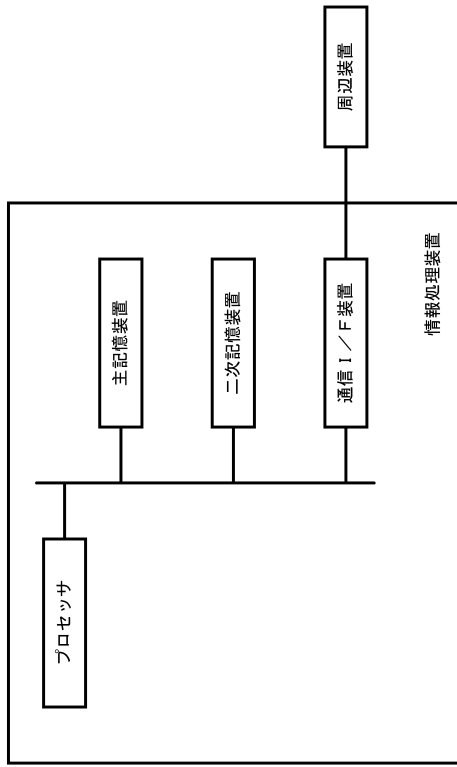 プロセッサ
主記憶装置
二次記憶装置
通信Ｉ／Ｆ装置
周辺装置
情報処理装置